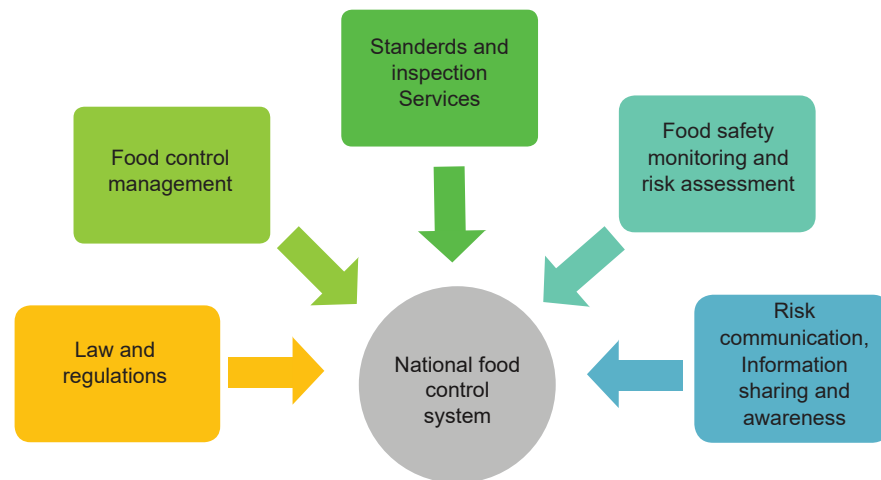 Standerds and
inspection
Services
Food control
management
Food safety
monitoring and
risk assessment
Law and
regulations
National food
control
system
Risk
communication,
Information
sharing and
awareness